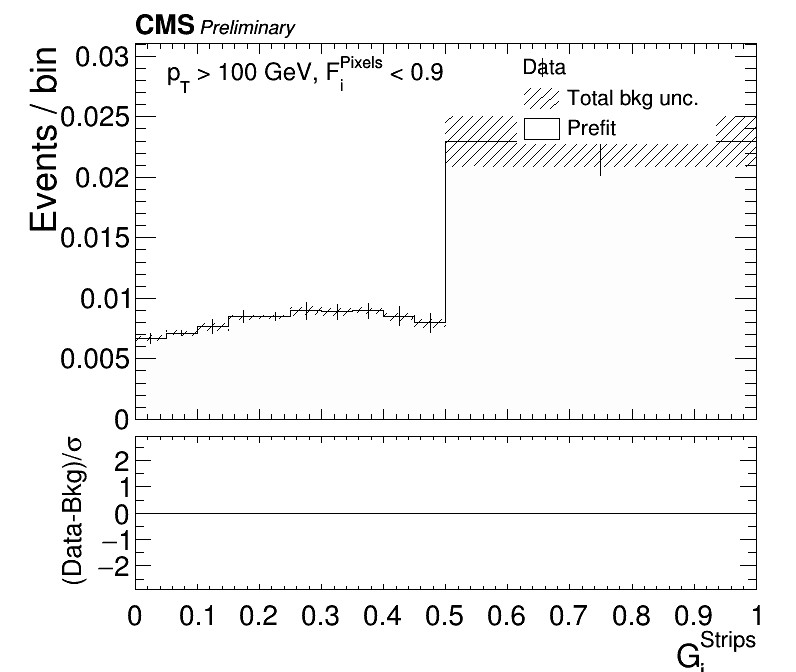 CMS Preliminary
Events / bin
0.03
0.025
0.02
0.015
0.01
0.005
0
p_T > 100 GeV, F_i^Pixels < 0.9
Data
Total bkg unc.
Prefit
(Data-Bkg)/σ
2
1
0
−1
−2
0 0.1 0.2 0.3 0.4 0.5 0.6 0.7 0.8 0.9 1
G_i^Strips